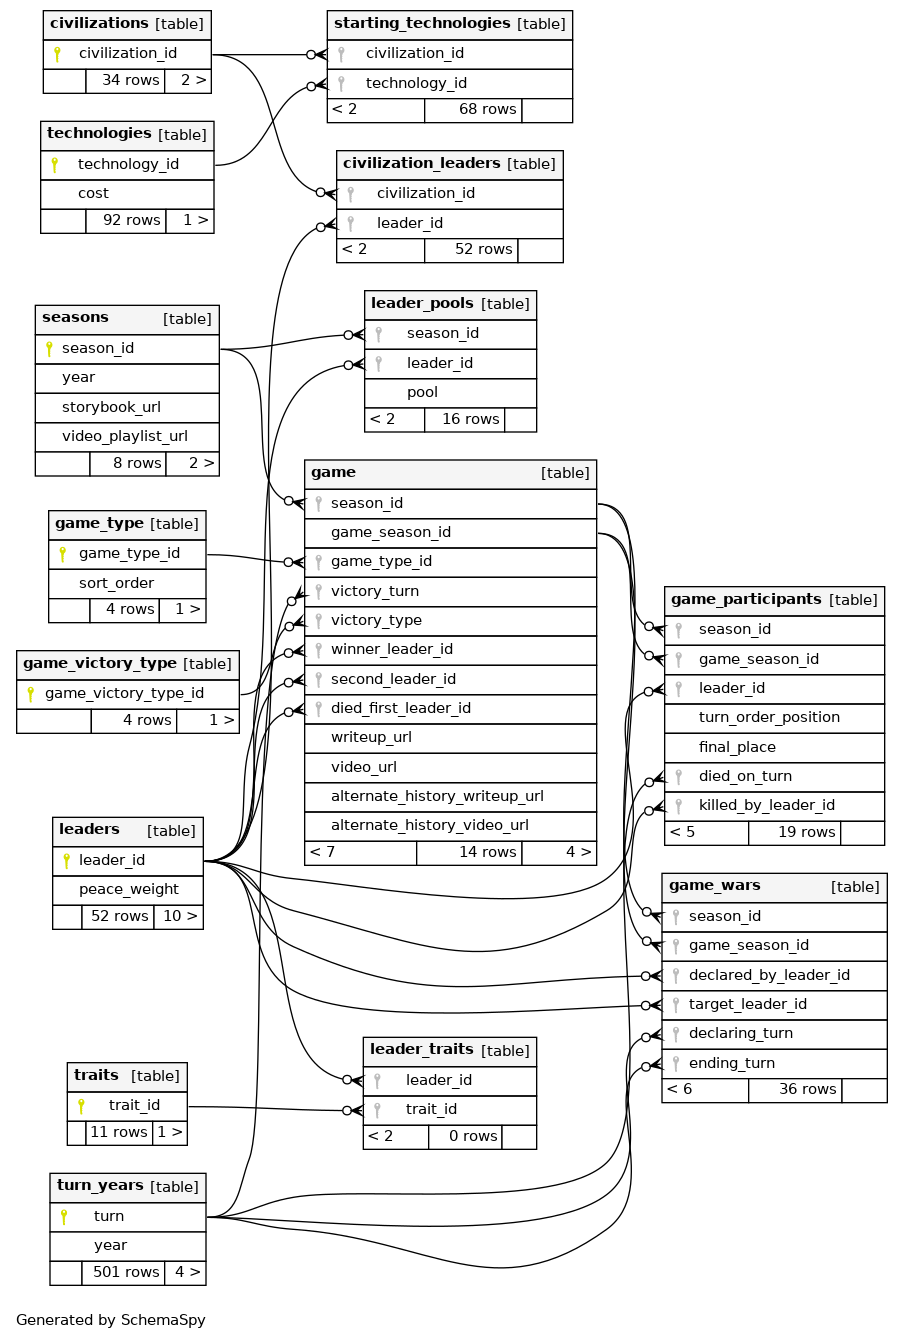 civilizations [table]
civilization_id
34 rows 2 >
technologies [table]
technology_id
cost
92 rows 1 >
seasons [table]
season_id
year
storybook_url
video_playlist_url
8 rows 2 >
game_type [table]
game_type_id
sort_order
4 rows 1 >
game_victory_type [table]
game_victory_type_id
4 rows 1 >
leaders [table]
leader_id
peace_weight
52 rows 10 >
traits [table]
trait_id
11 rows 1 >
turn_years [table]
turn
year
501 rows 4 >
starting_technologies [table]
civilization_id
technology_id
< 2 68 rows
civilization_leaders [table]
civilization_id
leader_id
< 2 52 rows
leader_pools [table]
season_id
leader_id
pool
< 2 16 rows
game [table]
season_id
game_season_id
game_type_id
victory_turn
victory_type
winner_leader_id
second_leader_id
died_first_leader_id
writeup_url
video_url
alternate_history_writeup_url
alternate_history_video_url
< 7 14 rows 4 >
leader_traits [table]
leader_id
trait_id
< 2 0 rows
game_participants [table]
season_id
game_season_id
leader_id
turn_order_position
final_place
died_on_turn
killed_by_leader_id
< 5 19 rows
game_wars [table]
season_id
game_season_id
declared_by_leader_id
target_leader_id
declaring_turn
ending_turn
< 6 36 rows
Generated by SchemaSpy